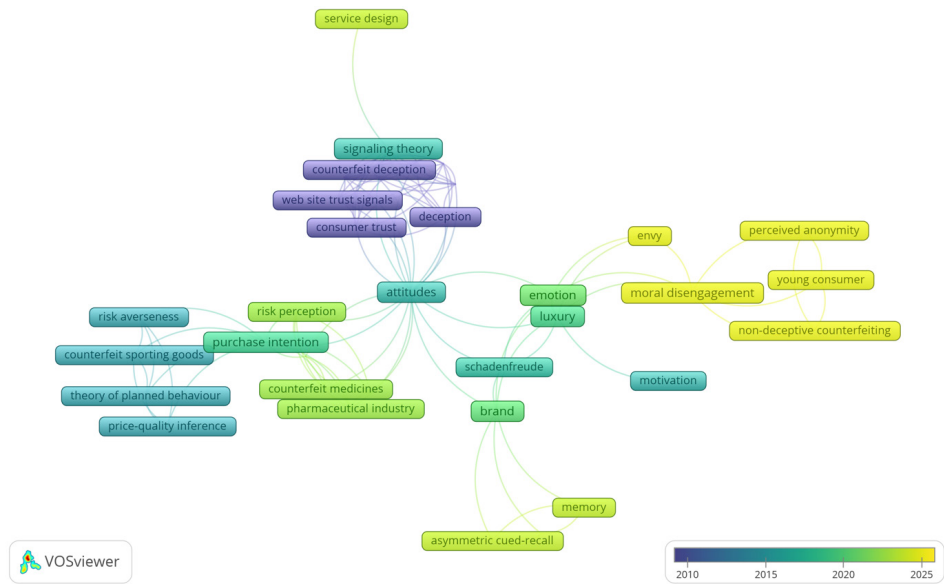 service design
signaling theory
counterfeit deception
web site trust signals
deception
consumer trust
envy
perceived anonymity
young consumer
attitudes
emotion
moral disengagement
risk perception
luxury
risk averseness
non-deceptive counterfeiting
purchase intention
counterfeit sporting goods
schadenfreude
motivation
counterfeit medicines
theory of planned behaviour
pharmaceutical industry
brand
price-quality inference
memory
asymmetric cued-recall
VOSviewer
2010 2015 2020 2025